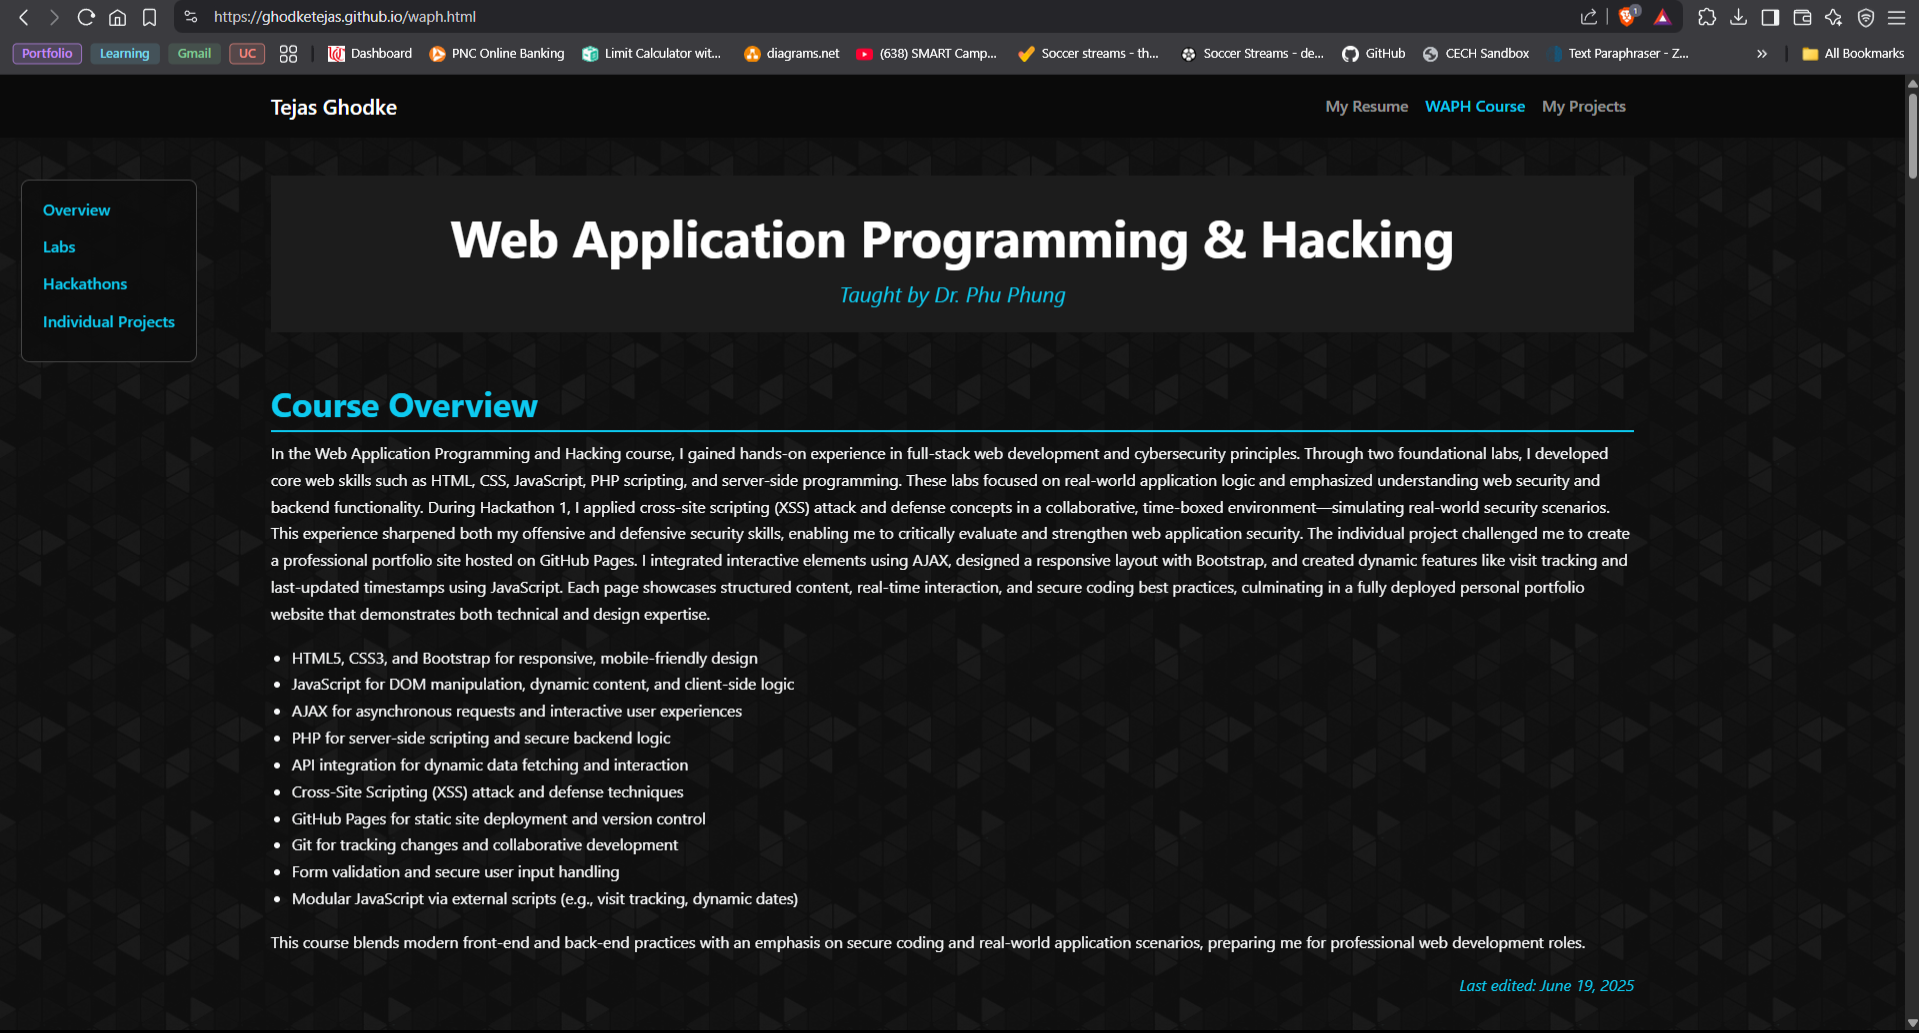 https://ghodketejas.github.io/waph.html
1
Portfolio
Learning
Gmail
UC
Dashboard
PNC Online Banking
Limit Calculator wit...
diagrams.net
(638) SMART Camp...
Soccer streams - th...
Soccer Streams - de...
GitHub
CECH Sandbox
Text Paraphraser - Z...
»
All Bookmarks
Tejas Ghodke
My Resume
WAPH Course
My Projects
Overview
Labs
Hackathons
Individual Projects
Web Application Programming & Hacking
Taught by Dr. Phu Phung
Course Overview
In the Web Application Programming and Hacking course, I gained hands-on experience in full-stack web development and cybersecurity principles. Through two foundational labs, I developed
core web skills such as HTML, CSS, JavaScript, PHP scripting, and server-side programming. These labs focused on real-world application logic and emphasized understanding web security and
backend functionality. During Hackathon 1, I applied cross-site scripting (XSS) attack and defense concepts in a collaborative, time-boxed environment—simulating real-world security scenarios.
This experience sharpened both my offensive and defensive security skills, enabling me to critically evaluate and strengthen web application security. The individual project challenged me to create
a professional portfolio site hosted on GitHub Pages. I integrated interactive elements using AJAX, designed a responsive layout with Bootstrap, and created dynamic features like visit tracking and
last-updated timestamps using JavaScript. Each page showcases structured content, real-time interaction, and secure coding best practices, culminating in a fully deployed personal portfolio
website that demonstrates both technical and design expertise.
• HTML5, CSS3, and Bootstrap for responsive, mobile-friendly design
• JavaScript for DOM manipulation, dynamic content, and client-side logic
• AJAX for asynchronous requests and interactive user experiences
• PHP for server-side scripting and secure backend logic
• API integration for dynamic data fetching and interaction
• Cross-Site Scripting (XSS) attack and defense techniques
• GitHub Pages for static site deployment and version control
• Git for tracking changes and collaborative development
• Form validation and secure user input handling
• Modular JavaScript via external scripts (e.g., visit tracking, dynamic dates)
This course blends modern front-end and back-end practices with an emphasis on secure coding and real-world application scenarios, preparing me for professional web development roles.
Last edited: June 19, 2025